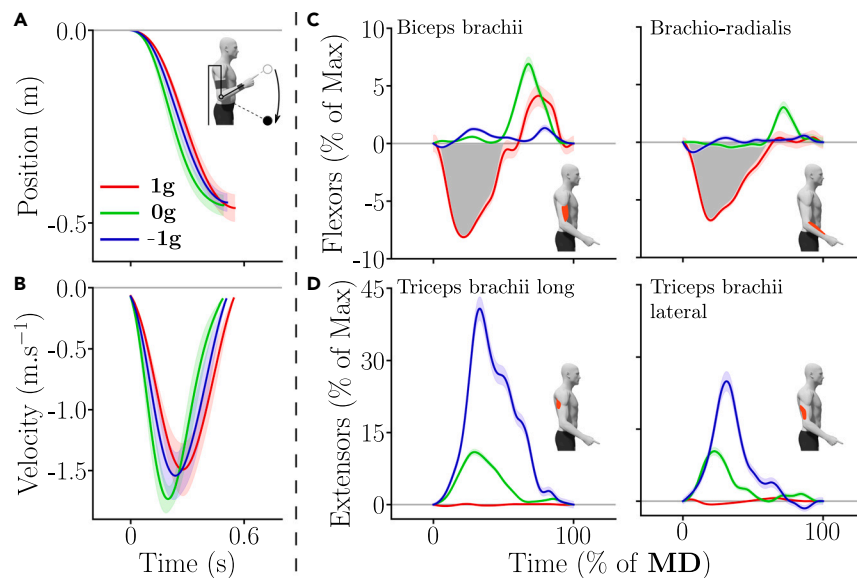 A
0.0
-0.5
Position (m)
1g
0g
-1g
B
0.0
-0.5
-1.0
-1.5
Velocity (m.s⁻¹)
0
0.6
Time (s)
C
Biceps brachii
Brachio-radialis
10
5
0
-5
-10
Flexors (% of Max)
D
Triceps brachii long
Triceps brachii
lateral
45
30
15
0
Extensors (% of Max)
0
100
0
100
Time (% of MD)